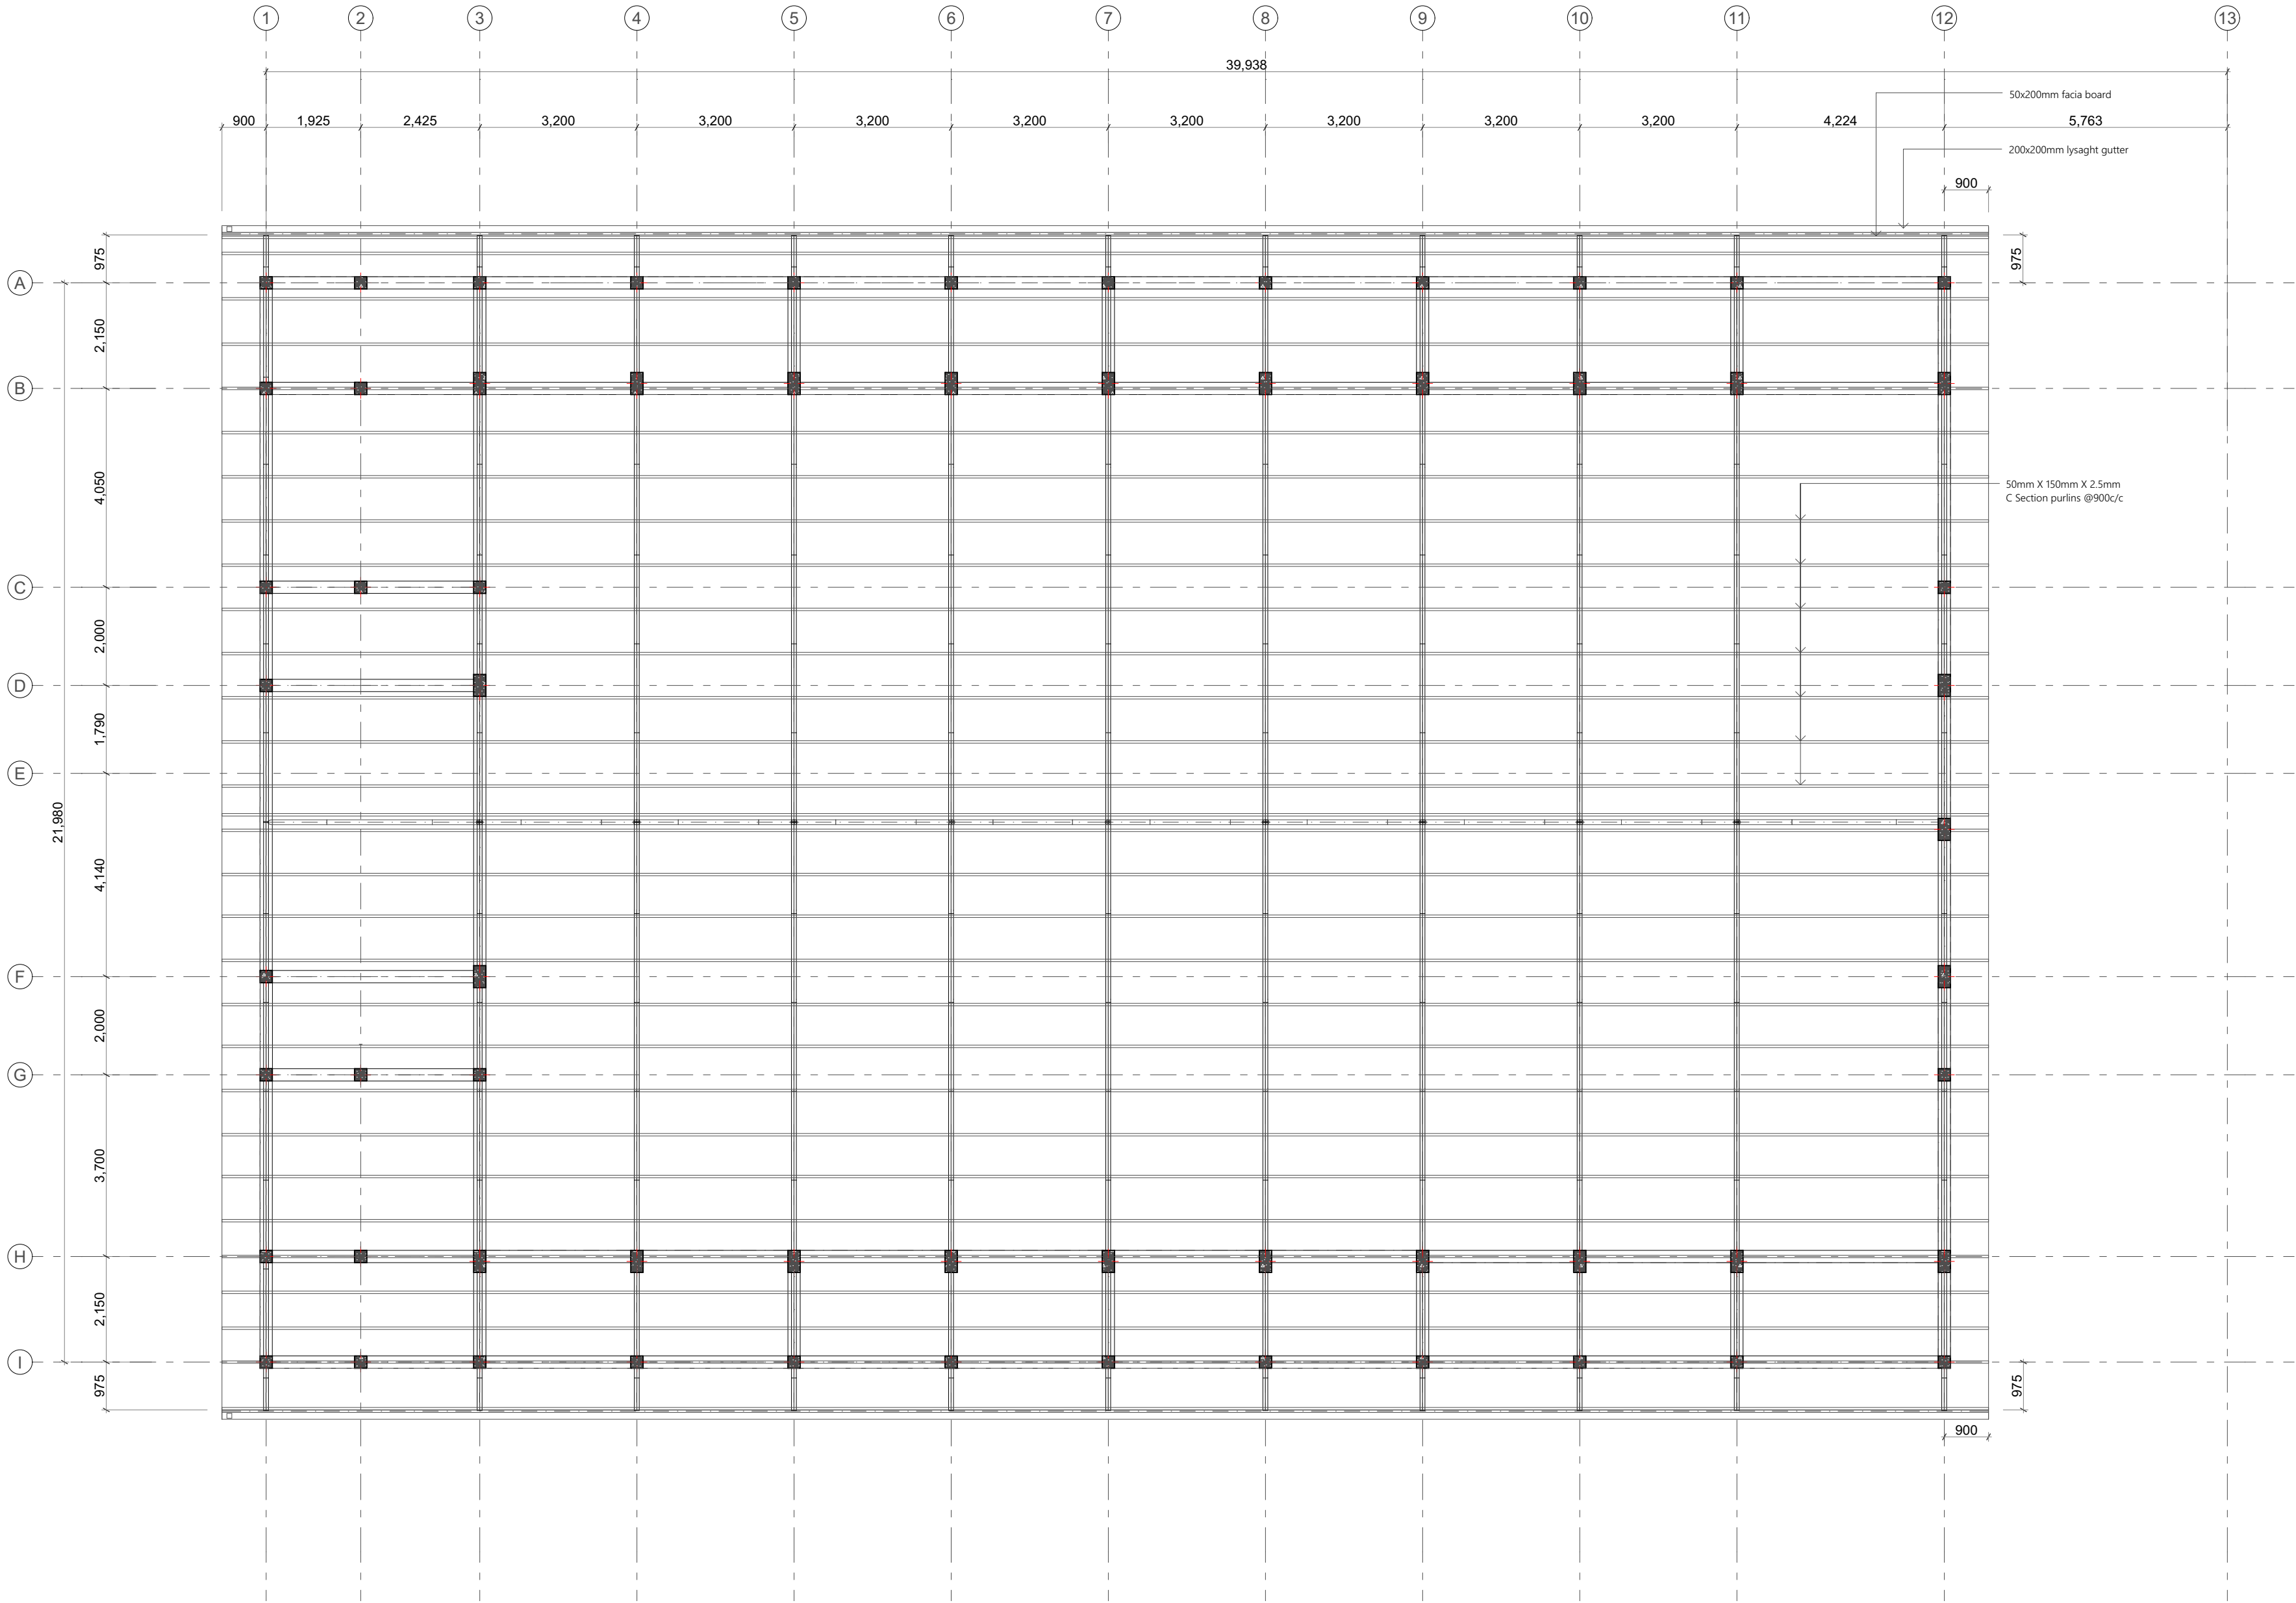 1 2 3 4 5 6 7 8 9 10 11 12 13
39,938
50x200mm facia board
900 1,925 2,425 3,200 3,200 3,200 3,200 3,200 3,200 3,200 3,200 4,224 5,763
200x200mm lysaght gutter
900
975 975
A
2,150
B
4,050
50mm X 150mm X 2.5mm
C Section purlins @900c/c
C
2,000
D
1,790
E
21,980
4,140
F
2,000
G
3,700
H
2,150
I
975 975
900